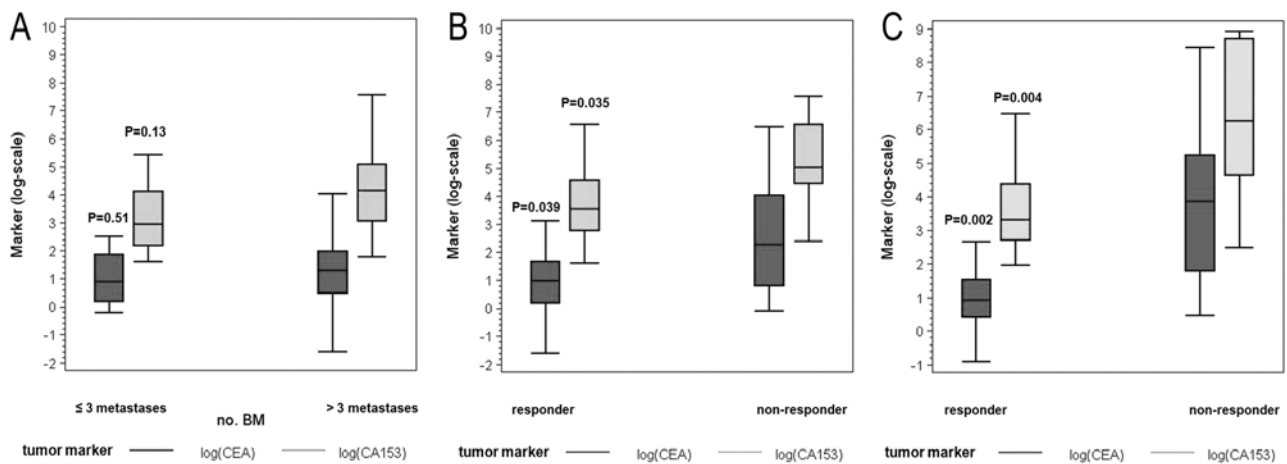 A
Marker (log-scale)
10
9
8
7
6
5
4
3
2
1
0
-1
-2
P=0.51
P=0.13
≤ 3 metastases
> 3 metastases
no. BM
tumor marker log(CEA) log(CA153)
B
Marker (log-scale)
10
9
8
7
6
5
4
3
2
1
0
-1
-2
P=0.039
P=0.035
responder
non-responder
tumor marker log(CEA) log(CA153)
C
Marker (log-scale)
9
8
7
6
5
4
3
2
1
0
-1
P=0.002
P=0.004
responder
non-responder
tumor marker log(CEA) log(CA153)